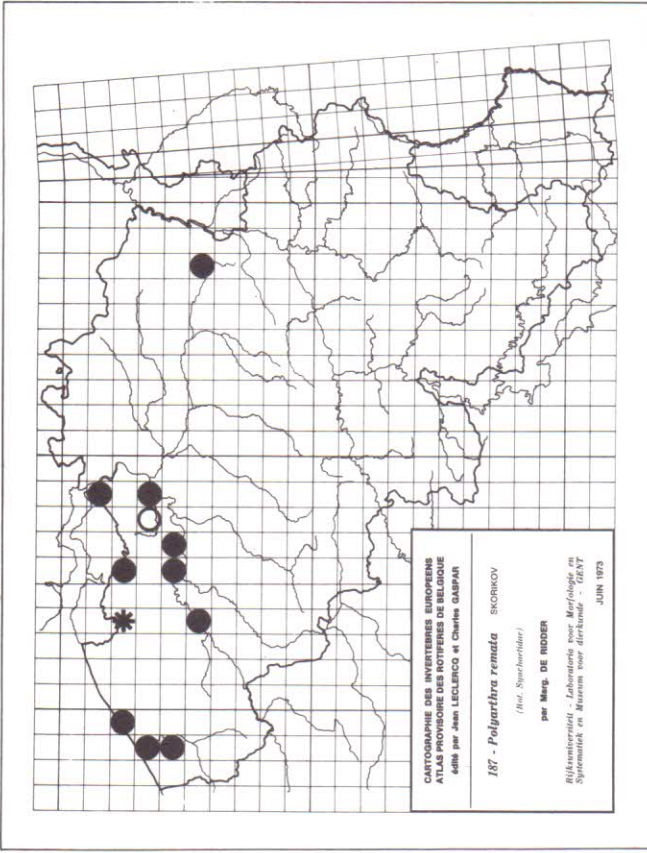 CARTOGRAPHIE DES INVERTEBRES EUROPEENS
ATLAS PROVISOIRE DES ROTIFERES DE BELGIQUE
édité par Jean LECLERCQ et Charles GASPAR
187 - Polyarthra remata SKORIKOV
(Rot. Synchaetidae)
par Marg. DE RIDDER
Rijksuniversiteit - Laboratoria voor Morfologie en
Systematiek en Museum voor dierkunde - GENT
JUIN 1973